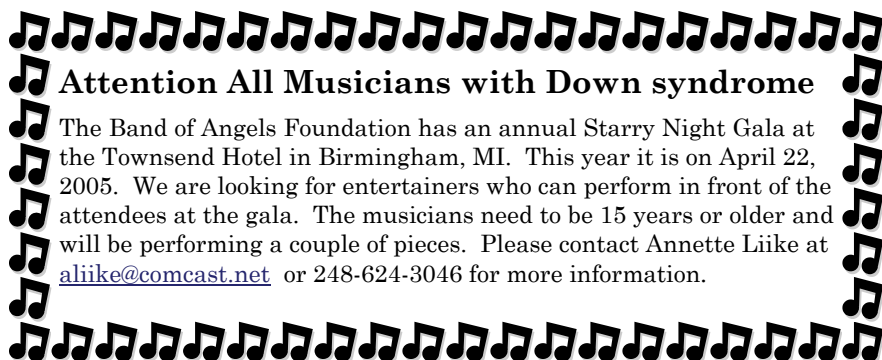 Attention All Musicians with Down syndrome
The Band of Angels Foundation has an annual Starry Night Gala at
the Townsend Hotel in Birmingham, MI.  This year it is on April 22,
2005.  We are looking for entertainers who can perform in front of the
attendees at the gala.  The musicians need to be 15 years or older and
will be performing a couple of pieces.  Please contact Annette Liike at
aliike@comcast.net  or 248-624-3046 for more information.